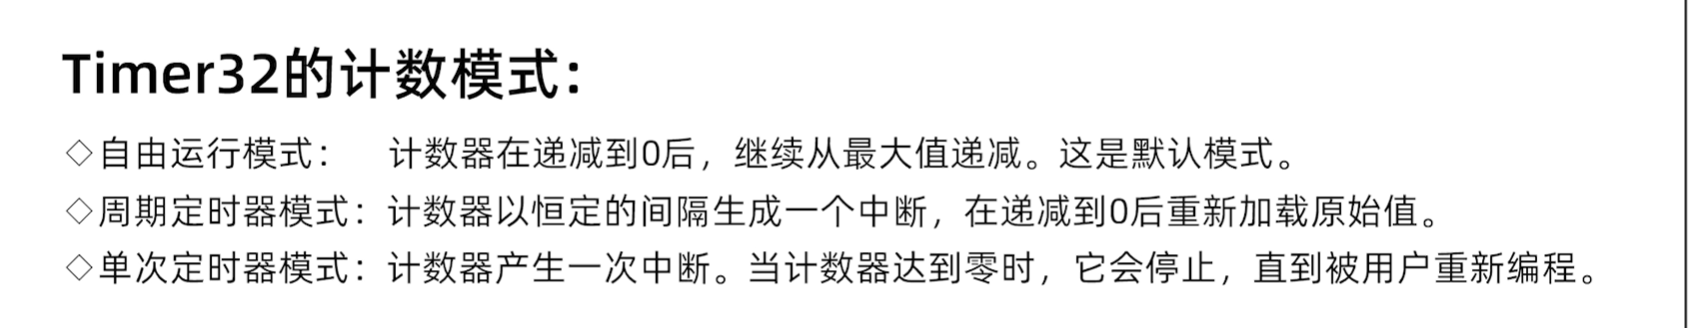 Timer32的计数模式：
◇自由运行模式： 计数器在递减到0后，继续从最大值递减。这是默认模式。
◇周期定时器模式：计数器以恒定的间隔生成一个中断，在递减到0后重新加载原始值。
◇单次定时器模式：计数器产生一次中断。当计数器达到零时，它会停止，直到被用户重新编程。